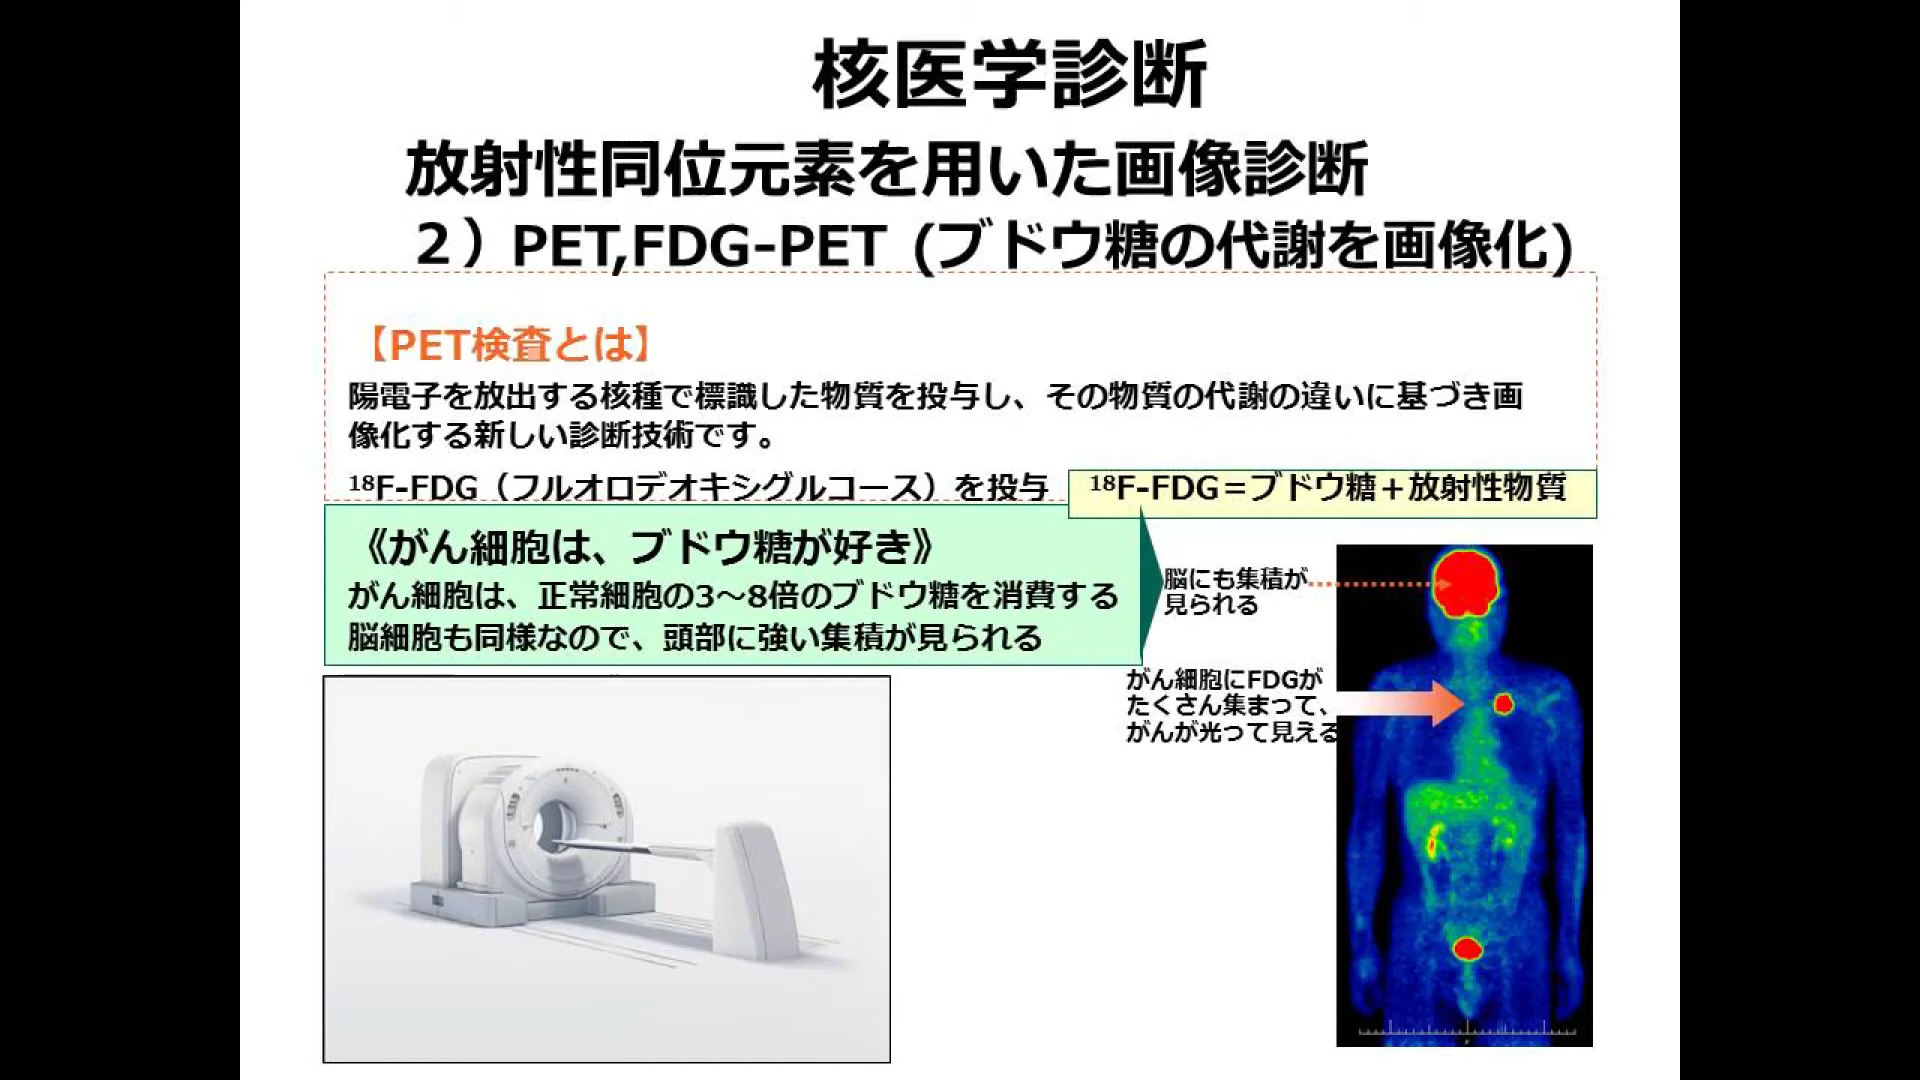 核医学診断
放射性同位元素を用いた画像診断
２）PET,FDG-PET (ブドウ糖の代謝を画像化)
【PET検査とは】
陽電子を放出する核種で標識した物質を投与し、その物質の代謝の違いに基づき画
像化する新しい診断技術です。
¹⁸F-FDG（フルオロデオキシグルコース）を投与
¹⁸F-FDG＝ブドウ糖＋放射性物質
《がん細胞は、ブドウ糖が好き》
がん細胞は、正常細胞の3～8倍のブドウ糖を消費する
脳細胞も同様なので、頭部に強い集積が見られる
脳にも集積が
見られる
がん細胞にFDGが
たくさん集まって、
がんが光って見える